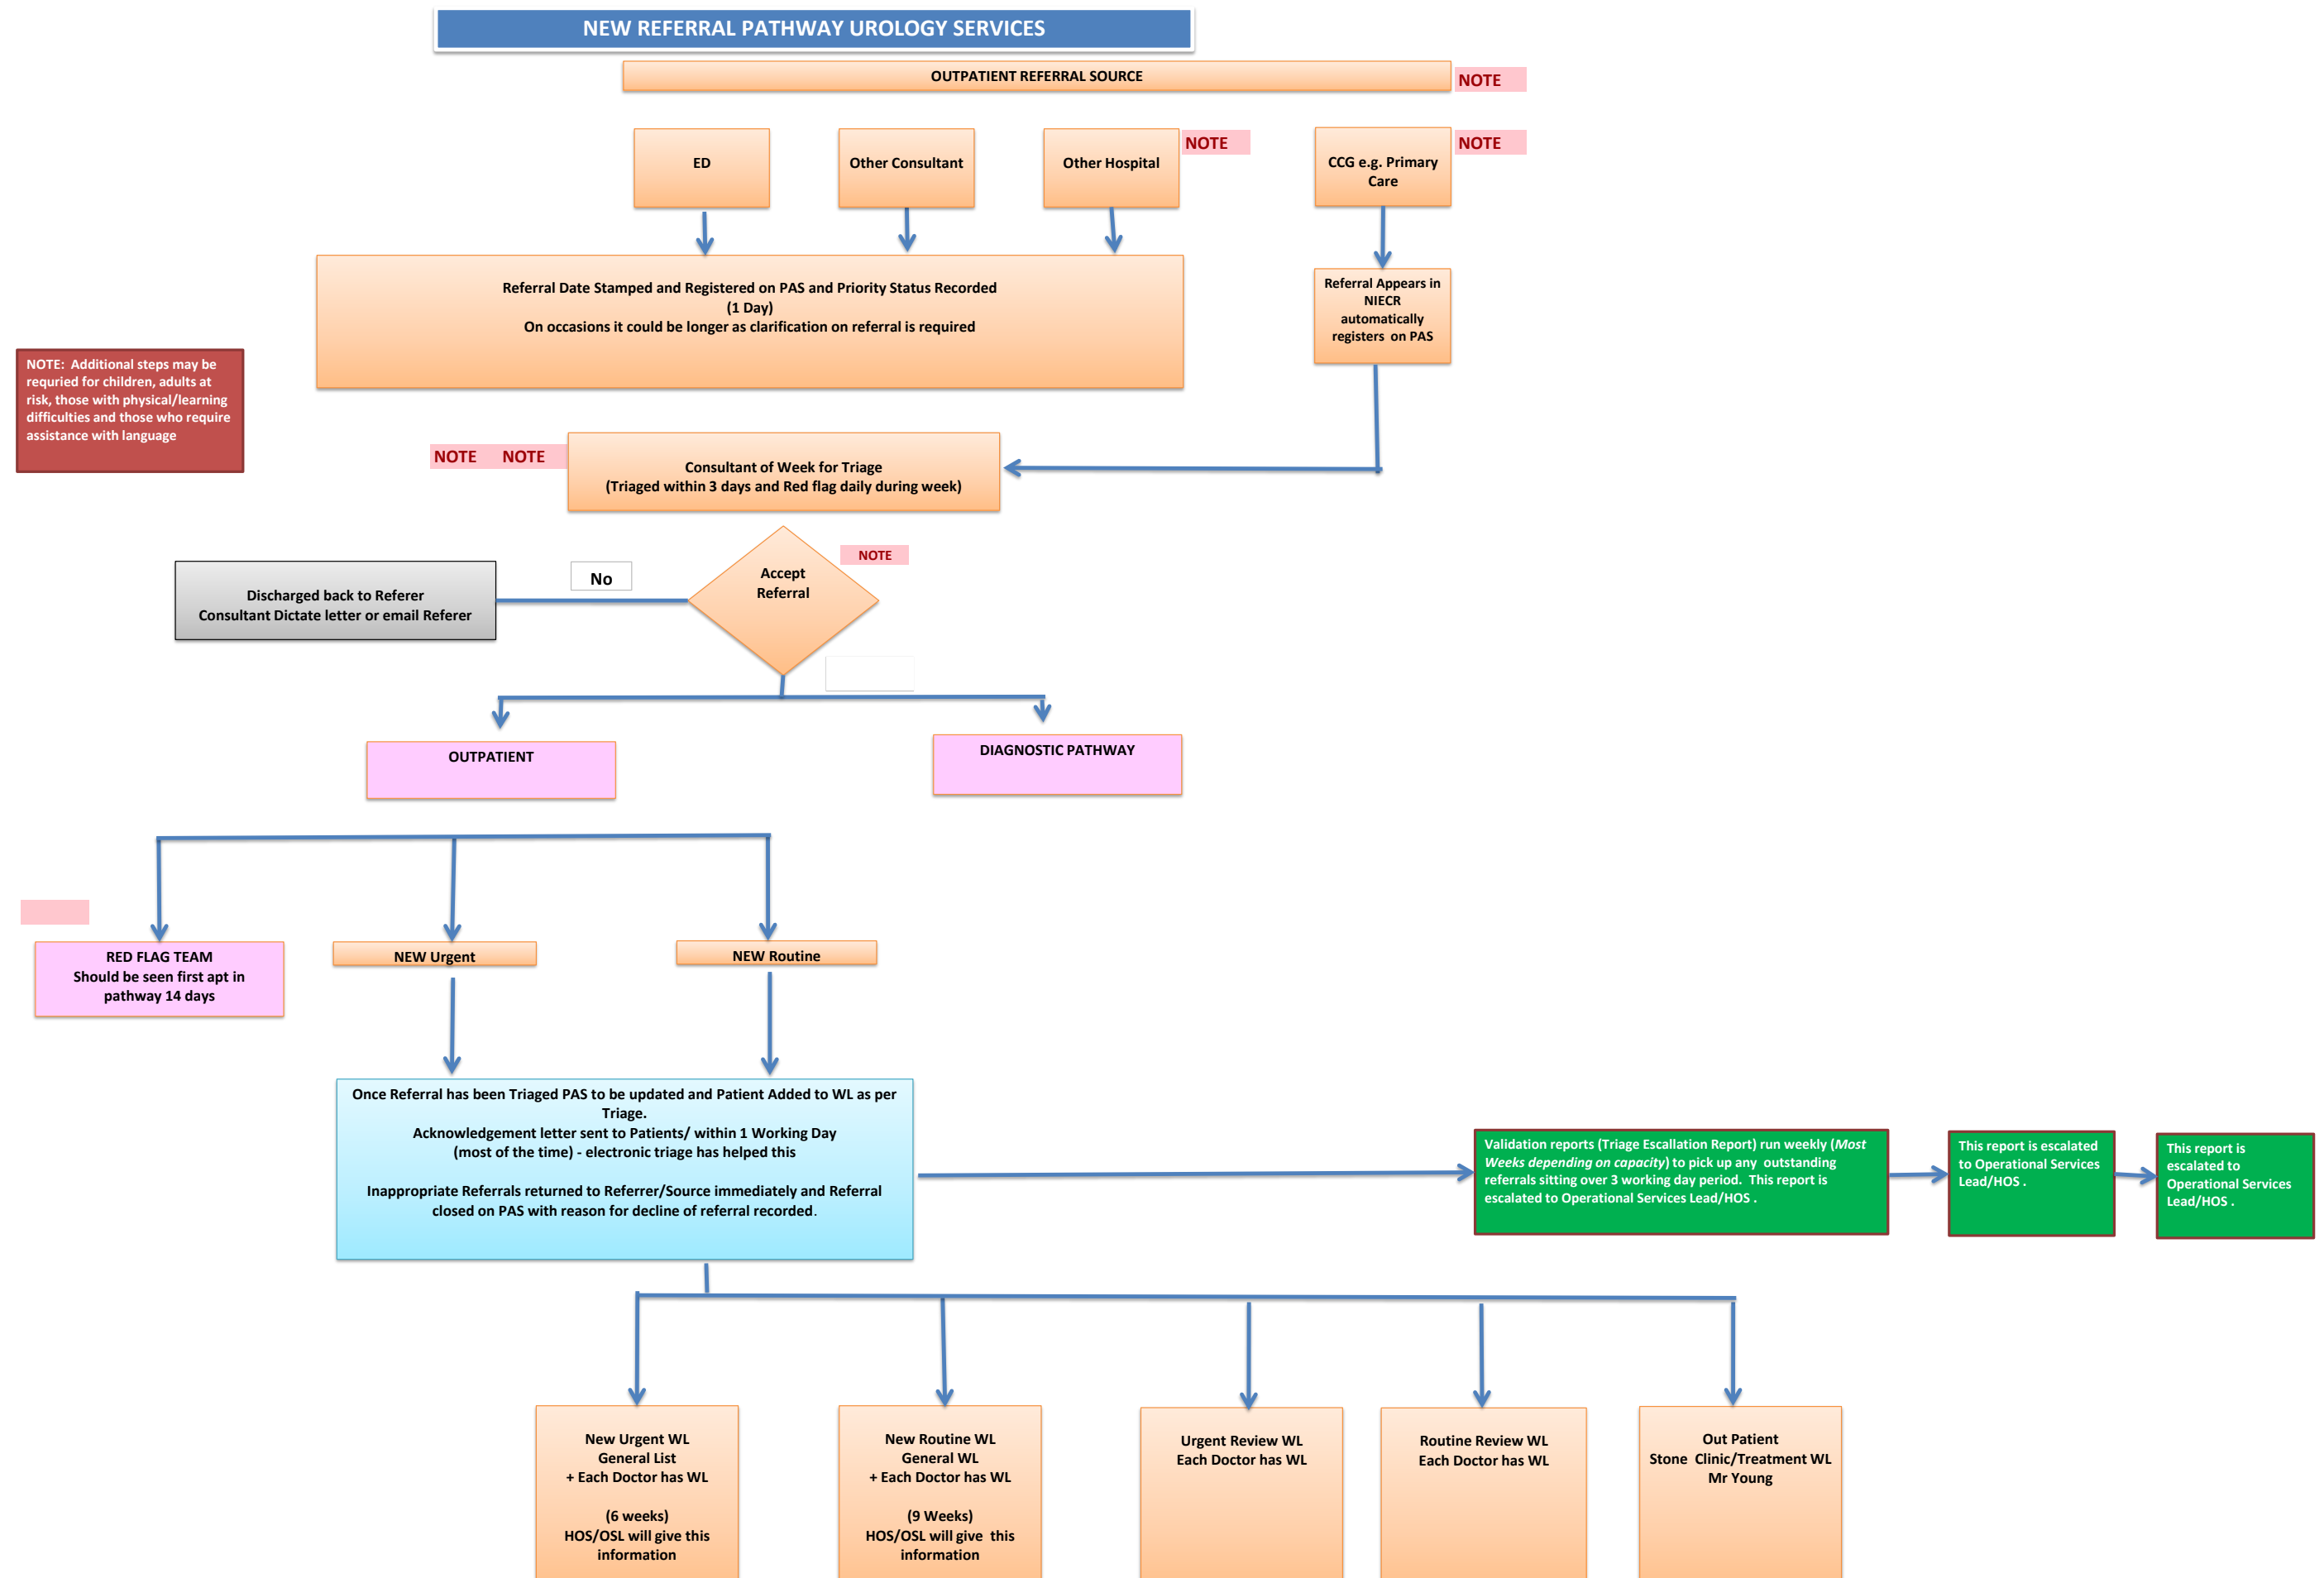 NEW REFERRAL PATHWAY UROLOGY SERVICES
OUTPATIENT REFERRAL SOURCE
NOTE
ED
Other Consultant
Other Hospital
NOTE
CCG e.g. Primary
Care
NOTE
Referral Date Stamped and Registered on PAS and Priority Status Recorded
(1 Day)
On occasions it could be longer as clarification on referral is required
Referral Appears in
NIECR
automatically
registers on PAS
NOTE: Additional steps may be
requried for children, adults at
risk, those with physical/learning
difficulties and those who require
assistance with language
NOTE NOTE
Consultant of Week for Triage
(Triaged within 3 days and Red flag daily during week)
Accept
Referral
NOTE
No
Discharged back to Referer
Consultant Dictate letter or email Referer
OUTPATIENT
DIAGNOSTIC PATHWAY
RED FLAG TEAM
Should be seen first apt in
pathway 14 days
NEW Urgent
NEW Routine
Once Referral has been Triaged PAS to be updated and Patient Added to WL as per
Triage.
Acknowledgement letter sent to Patients/ within 1 Working Day
(most of the time) - electronic triage has helped this
Inappropriate Referrals returned to Referrer/Source immediately and Referral
closed on PAS with reason for decline of referral recorded.
Validation reports (Triage Escallation Report) run weekly (Most
Weeks depending on capacity) to pick up any outstanding
referrals sitting over 3 working day period. This report is
escalated to Operational Services Lead/HOS .
This report is escalated
to Operational Services
Lead/HOS .
This report is
escalated to
Operational Services
Lead/HOS .
New Urgent WL
General List
+ Each Doctor has WL
(6 weeks)
HOS/OSL will give this
information
New Routine WL
General WL
+ Each Doctor has WL
(9 Weeks)
HOS/OSL will give this
information
Urgent Review WL
Each Doctor has WL
Routine Review WL
Each Doctor has WL
Out Patient
Stone Clinic/Treatment WL
Mr Young